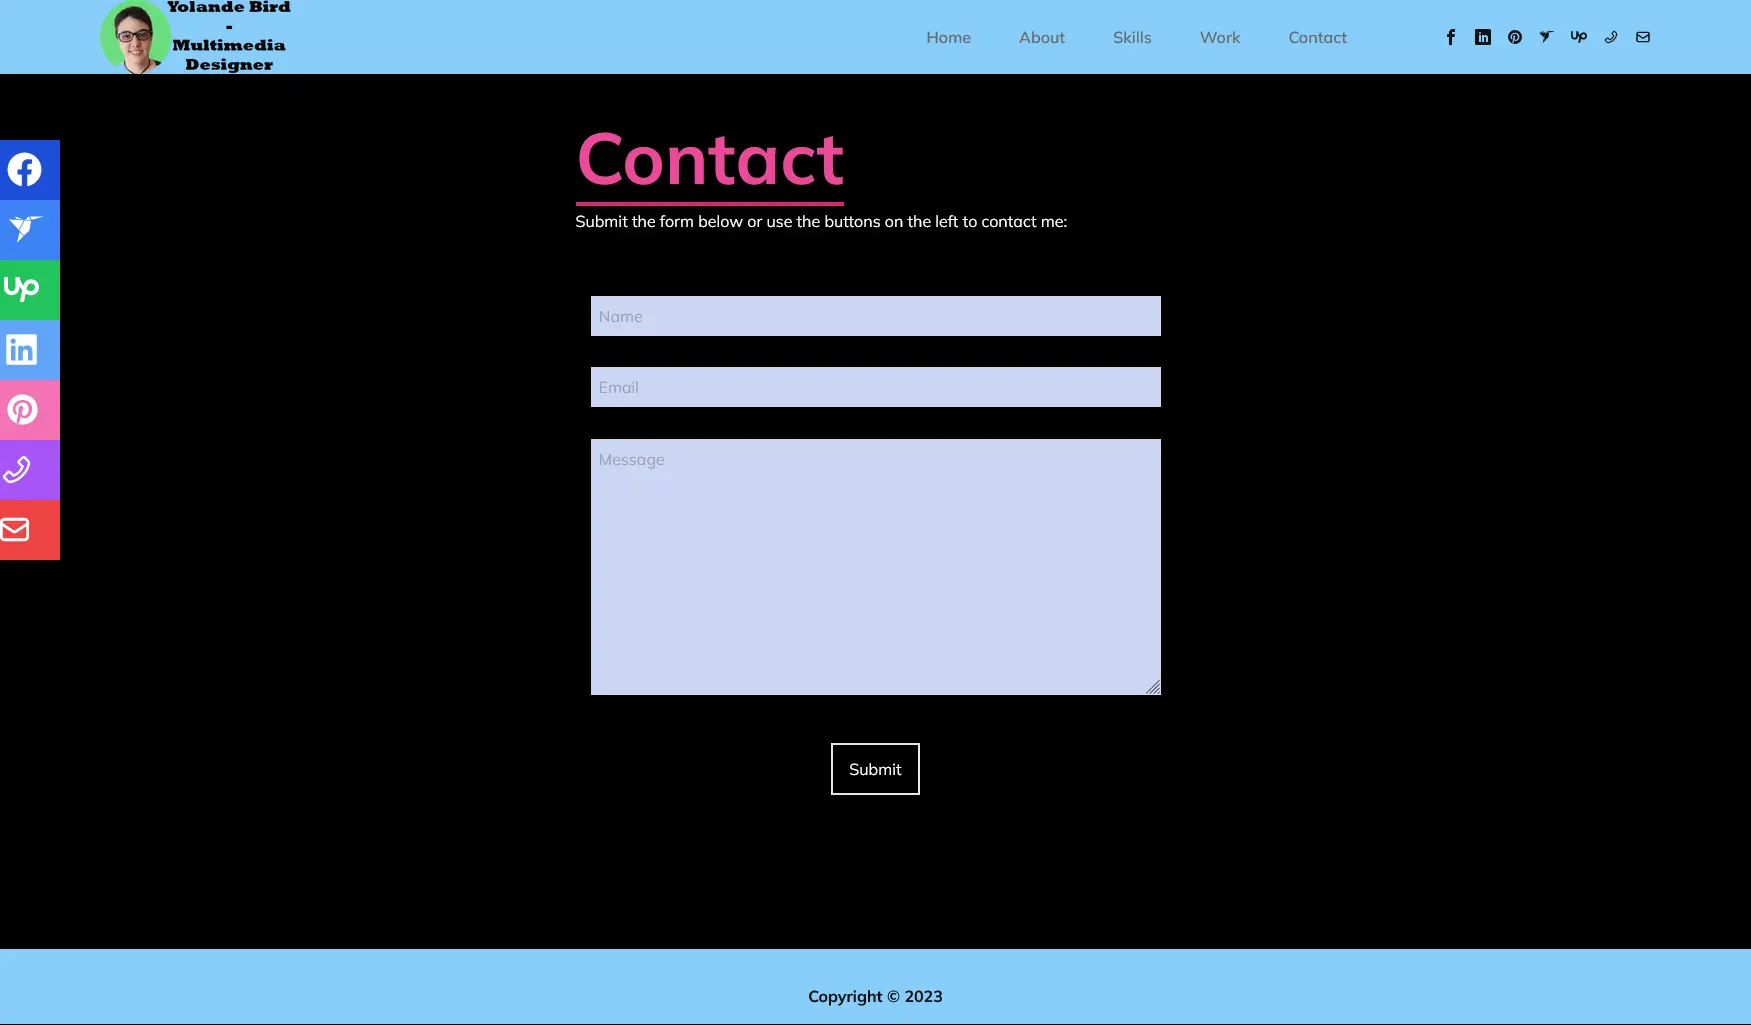 Yolande Bird
-
Multimedia
Designer
Home About Skills Work Contact
Contact
Submit the form below or use the buttons on the left to contact me:
Name
Email
Message
Submit
Copyright © 2023